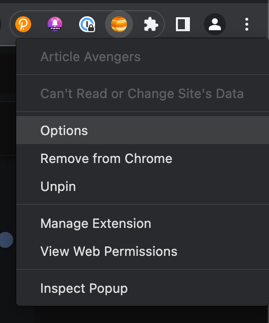 Article Avengers
Can't Read or Change Site's Data
Options
Remove from Chrome
Unpin
Manage Extension
View Web Permissions
Inspect Popup